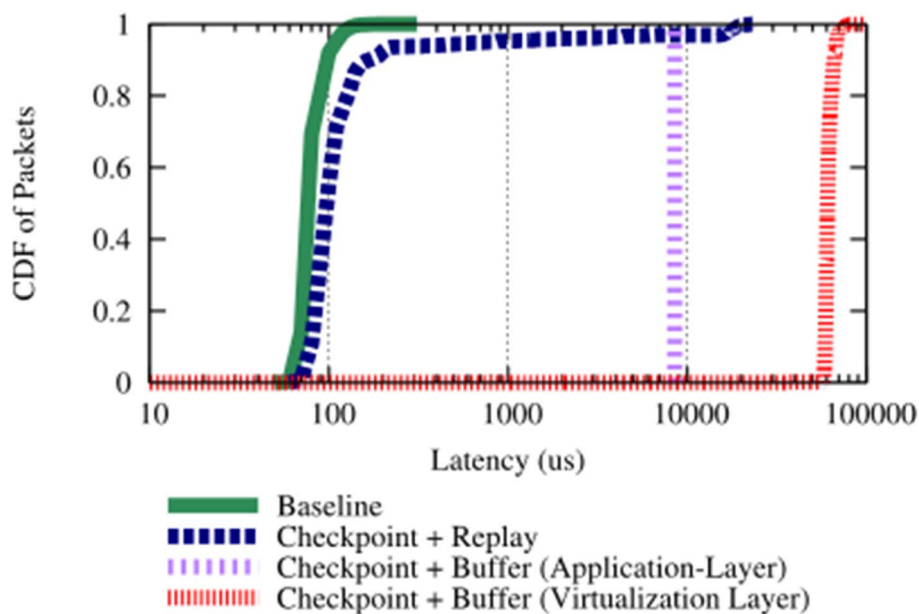 1
0.8
0.6
0.4
0.2
0
CDF of Packets
10 100 1000 10000 100000
Latency (us)
Baseline
Checkpoint + Replay
Checkpoint + Buffer (Application-Layer)
Checkpoint + Buffer (Virtualization Layer)